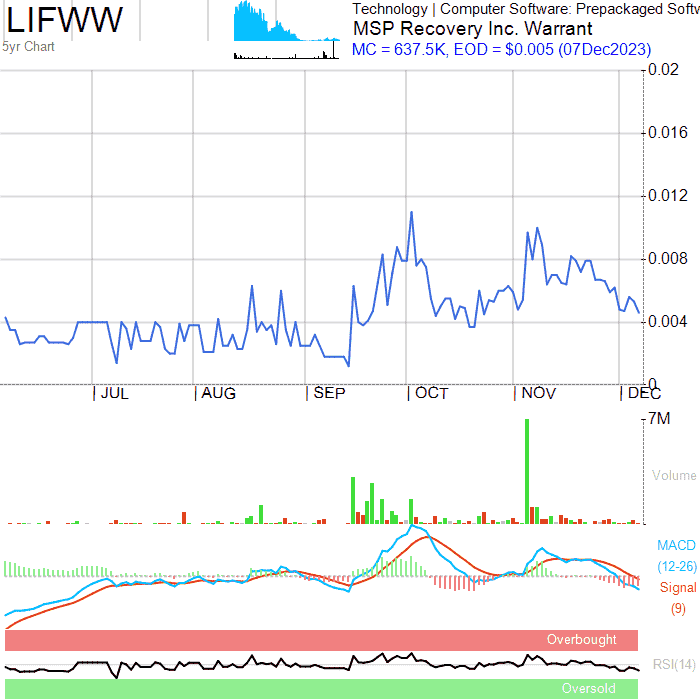 LIFWW
Technology | Computer Software: Prepackaged Softw
MSP Recovery Inc. Warrant
5yr Chart
MC = 637.5K, EOD = $0.005 (07Dec2023)
0.02
0.016
0.012
0.008
0.004
0
JUL AUG SEP OCT NOV DEC
7M
Volume
MACD
(12-26)
Signal
(9)
Overbought
RSI(14)
Oversold